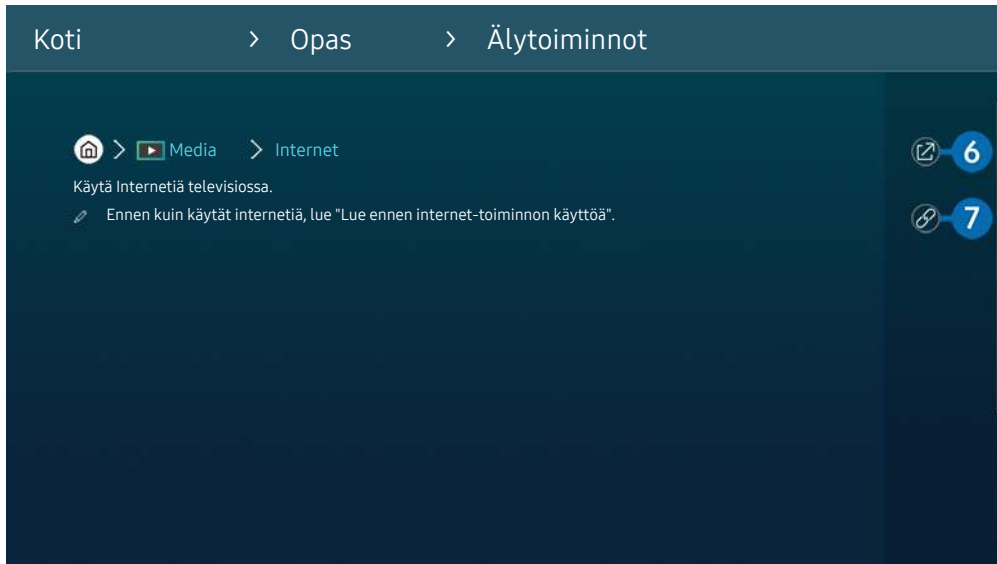 Koti > Opas > Älytoiminnot
> Media > Internet
6
Käytä Internetiä televisiossa.
Ennen kuin käytät internetiä, lue "Lue ennen internet-toiminnon käyttöä".
7